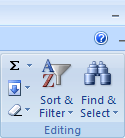 Σ
A
Z
Sort & Find &
Filter Select
Editing